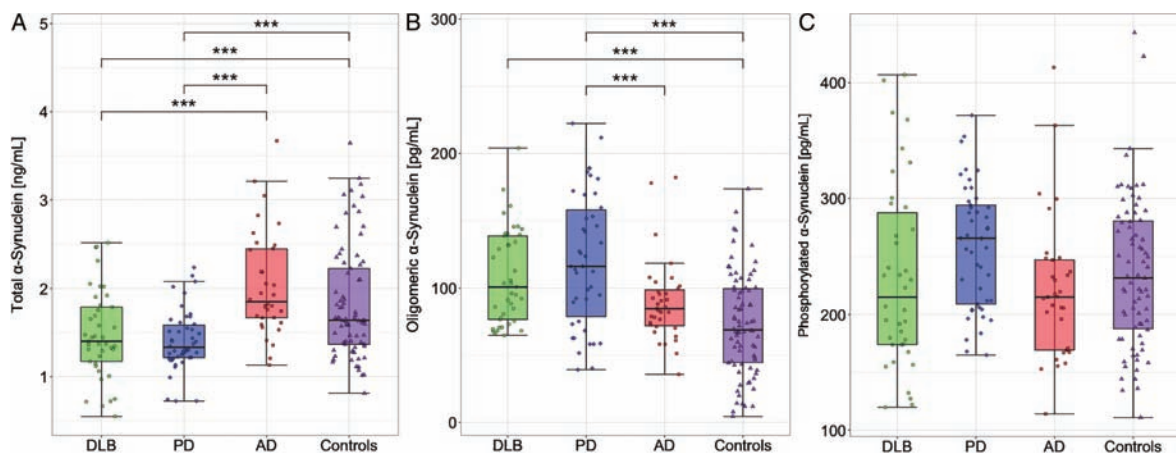 A
Total α-Synuclein [ng/mL]
5
4
3
2
1
***
***
***
***
DLB
PD
AD
Controls
B
Oligomeric α-Synuclein [pg/mL]
300
200
100
0
***
***
***
DLB
PD
AD
Controls
C
Phosphorylated α-Synuclein [pg/mL]
400
300
200
100
DLB
PD
AD
Controls